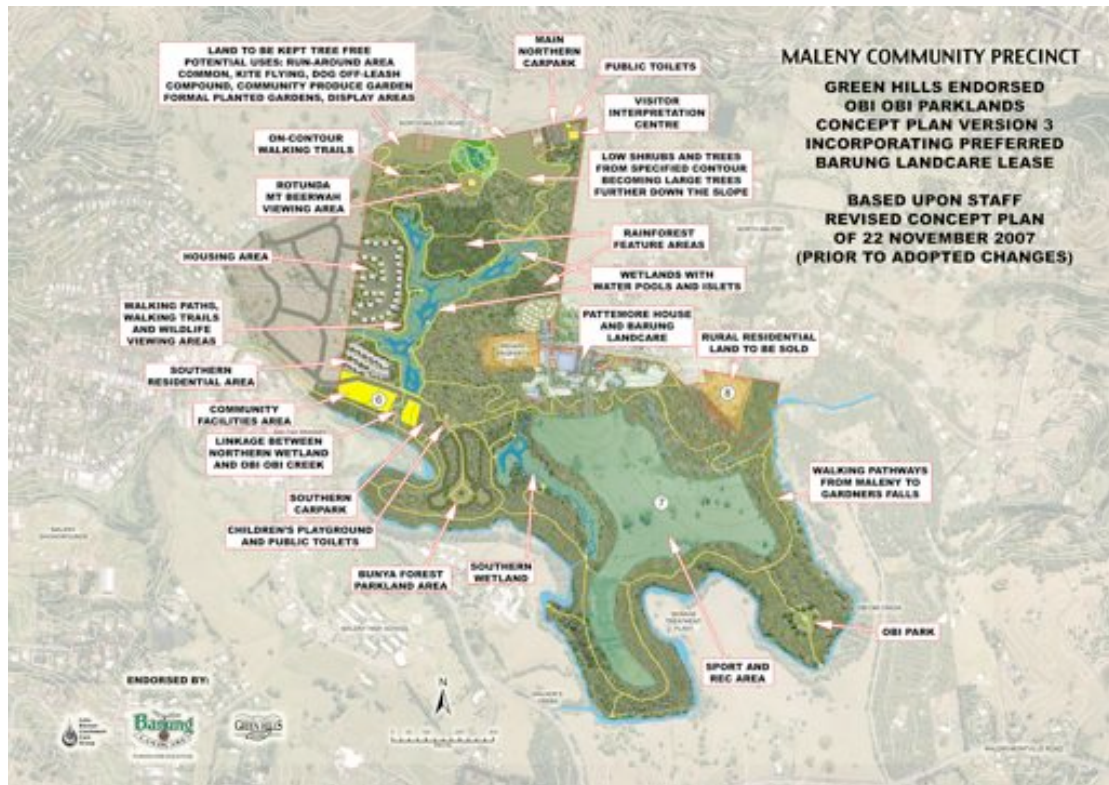 MALENY COMMUNITY PRECINCT
GREEN HILLS ENDORSED
OBI OBI PARKLANDS
CONCEPT PLAN VERSION 3
INCORPORATING PREFERRED
BARUNG LANDCARE LEASE
BASED UPON STAFF
REVISED CONCEPT PLAN
OF 22 NOVEMBER 2007
(PRIOR TO ADOPTED CHANGES)
LAND TO BE KEPT TREE FREE
POTENTIAL USES: RUN-AROUND AREA
COMMON, KITE FLYING, DOG OFF-LEASH
COMPOUND, COMMUNITY PRODUCE GARDEN
FORMAL PLANTED GARDENS, DISPLAY AREAS
MAIN
NORTHERN
CARPARK
PUBLIC TOILETS
VISITOR
INTERPRETATION
CENTRE
ON-CONTOUR
WALKING TRAILS
LOW SHRUBS AND TREES
FROM SPECIFIED CONTOUR
BECOMING LARGE TREES
FURTHER DOWN THE SLOPE
ROTUNDA
MT BEERWAH
VIEWING AREA
RAINFOREST
FEATURE AREAS
HOUSING AREA
WETLANDS WITH
WATER POOLS AND ISLETS
WALKING PATHS,
WALKING TRAILS
AND WILDLIFE
VIEWING AREAS
PATTEMORE HOUSE
AND BARUNG
LANDCARE
RURAL RESIDENTIAL
LAND TO BE SOLD
SOUTHERN
RESIDENTIAL AREA
6
8
COMMUNITY
FACILITIES AREA
LINKAGE BETWEEN
NORTHERN WETLAND
AND OBI OBI CREEK
WALKING PATHWAYS
FROM MALENY TO
GARDNERS FALLS
7
SOUTHERN
CARPARK
CHILDREN'S PLAYGROUND
AND PUBLIC TOILETS
BUNYA FOREST
PARKLAND AREA
SOUTHERN
WETLAND
SEWAGE
TREATMENT
PLANT
OBI PARK
SPORT AND
REC AREA
N
ENDORSED BY:
Barung
LANDCARE
GREEN HILLS